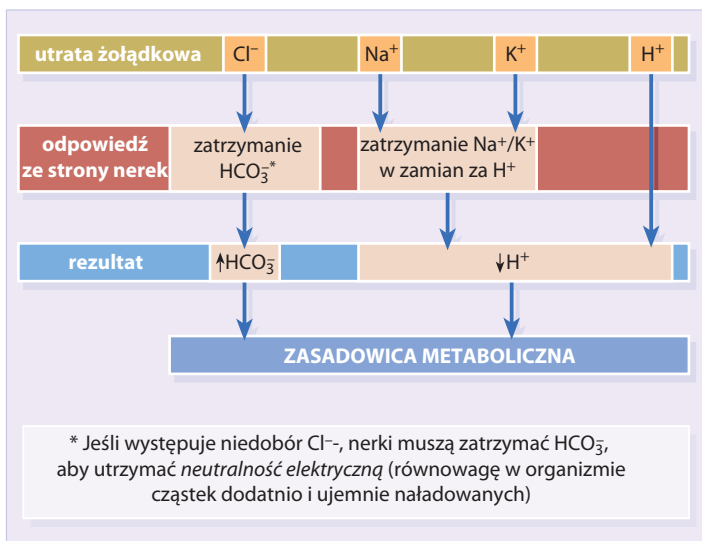 utrata żołądkowa Cl⁻ Na⁺ K⁺ H⁺
odpowiedź
ze strony nerek
zatrzymanie
HCO₃⁻*
zatrzymanie Na⁺/K⁺
w zamian za H⁺
rezultat ↑HCO₃⁻ ↓H⁺
ZASADOWICA METABOLICZNA
* Jeśli występuje niedobór Cl⁻-, nerki muszą zatrzymać HCO₃⁻,
aby utrzymać neutralność elektryczną (równowagę w organizmie
cząstek dodatnio i ujemnie naładowanych)